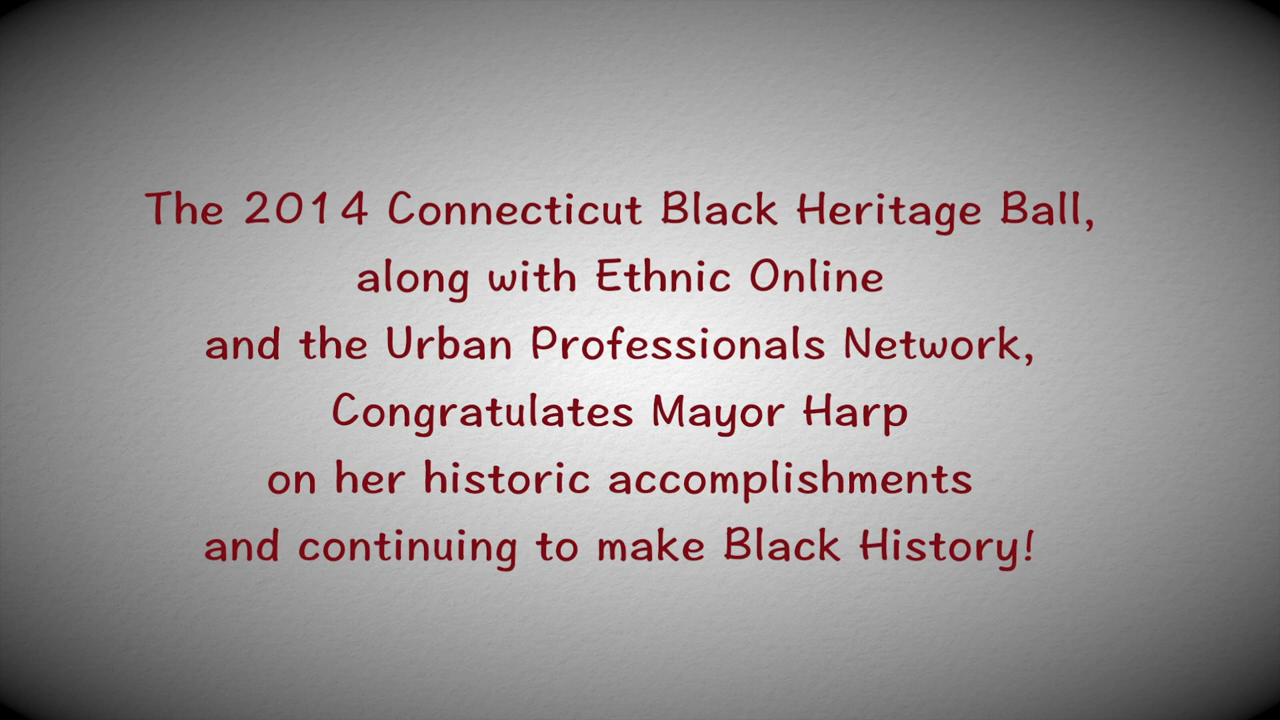 The 2014 Connecticut Black Heritage Ball,
along with Ethnic Online
and the Urban Professionals Network,
Congratulates Mayor Harp
on her historic accomplishments
and continuing to make Black History!